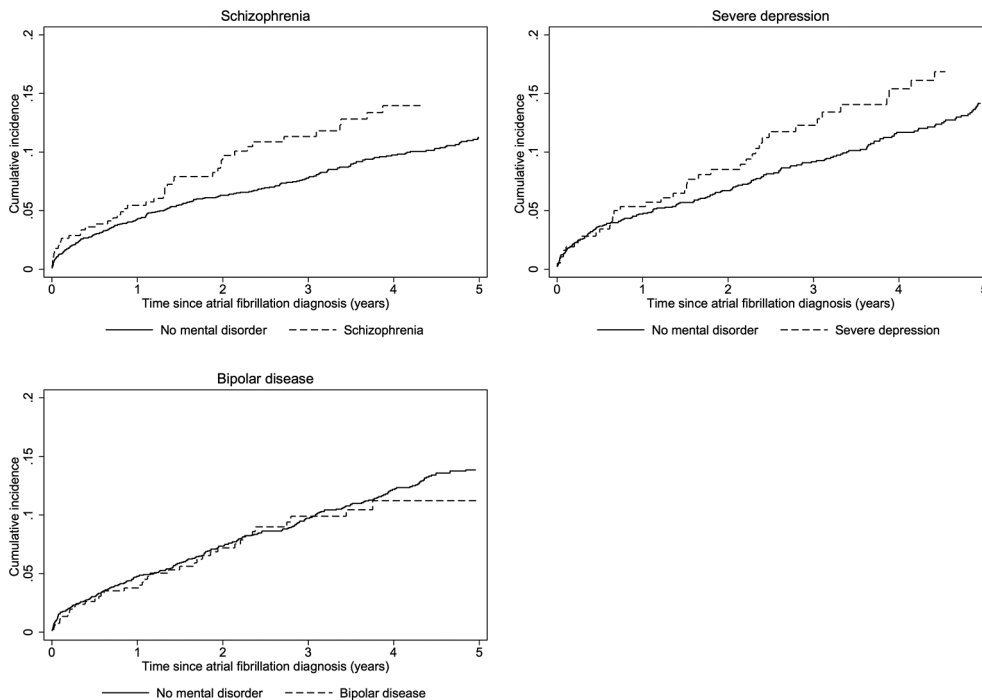 Schizophrenia
Cumulative incidence
.2
.15
.1
.05
0
0 1 2 3 4 5
Time since atrial fibrillation diagnosis (years)
No mental disorder Schizophrenia
Severe depression
Cumulative incidence
.2
.15
.1
.05
0
0 1 2 3 4 5
Time since atrial fibrillation diagnosis (years)
No mental disorder Severe depression
Bipolar disease
Cumulative incidence
.2
.15
.1
.05
0
0 1 2 3 4 5
Time since atrial fibrillation diagnosis (years)
No mental disorder Bipolar disease